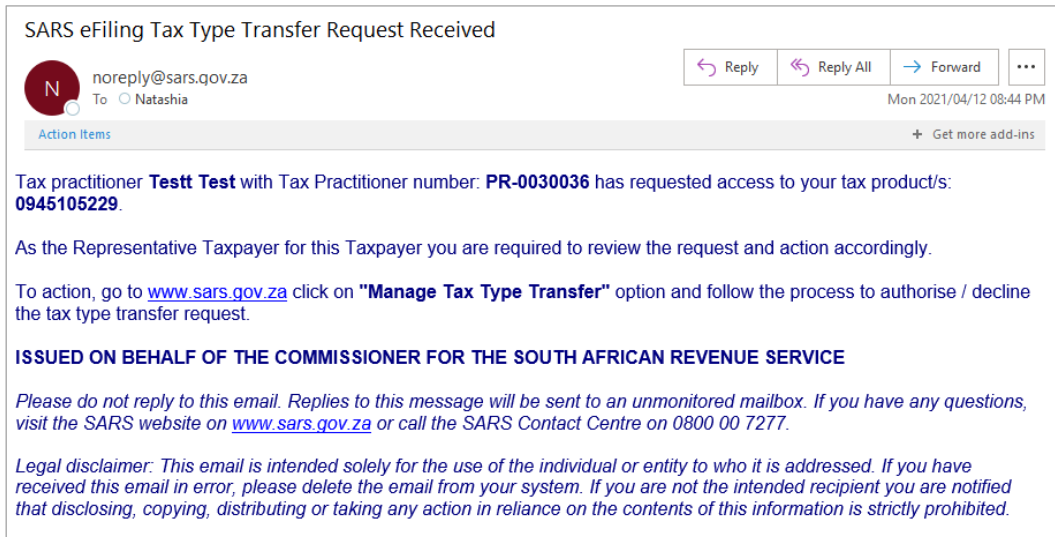 SARS eFiling Tax Type Transfer Request Received
N
noreply@sars.gov.za
To Natashia
Reply
Reply All
Forward
...
Mon 2021/04/12 08:44 PM
Action Items
+ Get more add-ins
Tax practitioner Testt Test with Tax Practitioner number: PR-0030036 has requested access to your tax product/s:
0945105229.
As the Representative Taxpayer for this Taxpayer you are required to review the request and action accordingly.
To action, go to www.sars.gov.za click on "Manage Tax Type Transfer" option and follow the process to authorise / decline
the tax type transfer request.
ISSUED ON BEHALF OF THE COMMISSIONER FOR THE SOUTH AFRICAN REVENUE SERVICE
Please do not reply to this email. Replies to this message will be sent to an unmonitored mailbox. If you have any questions,
visit the SARS website on www.sars.gov.za or call the SARS Contact Centre on 0800 00 7277.
Legal disclaimer: This email is intended solely for the use of the individual or entity to who it is addressed. If you have
received this email in error, please delete the email from your system. If you are not the intended recipient you are notified
that disclosing, copying, distributing or taking any action in reliance on the contents of this information is strictly prohibited.